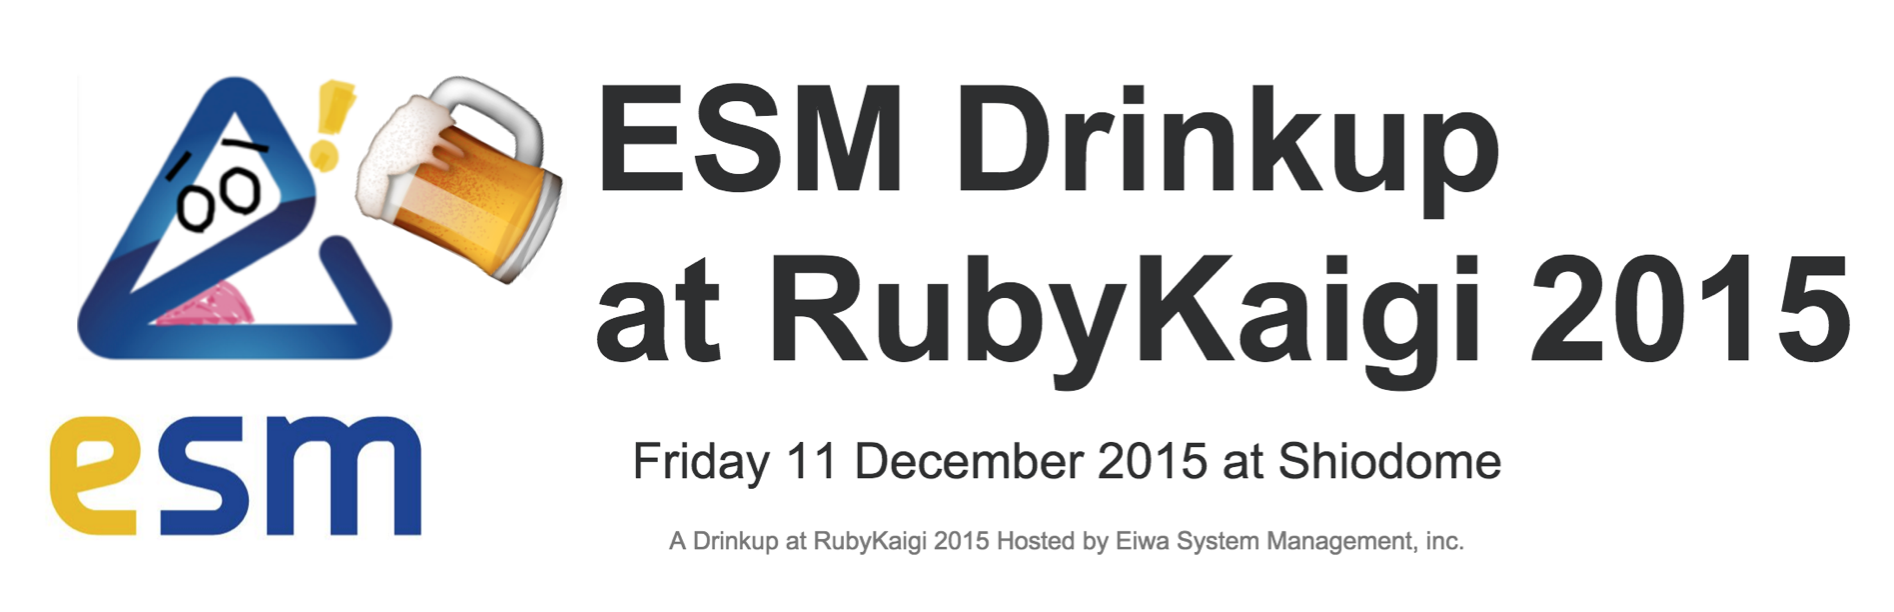 ESM Drinkup
at RubyKaigi 2015
esm
Friday 11 December 2015 at Shiodome
A Drinkup at RubyKaigi 2015 Hosted by Eiwa System Management, inc.